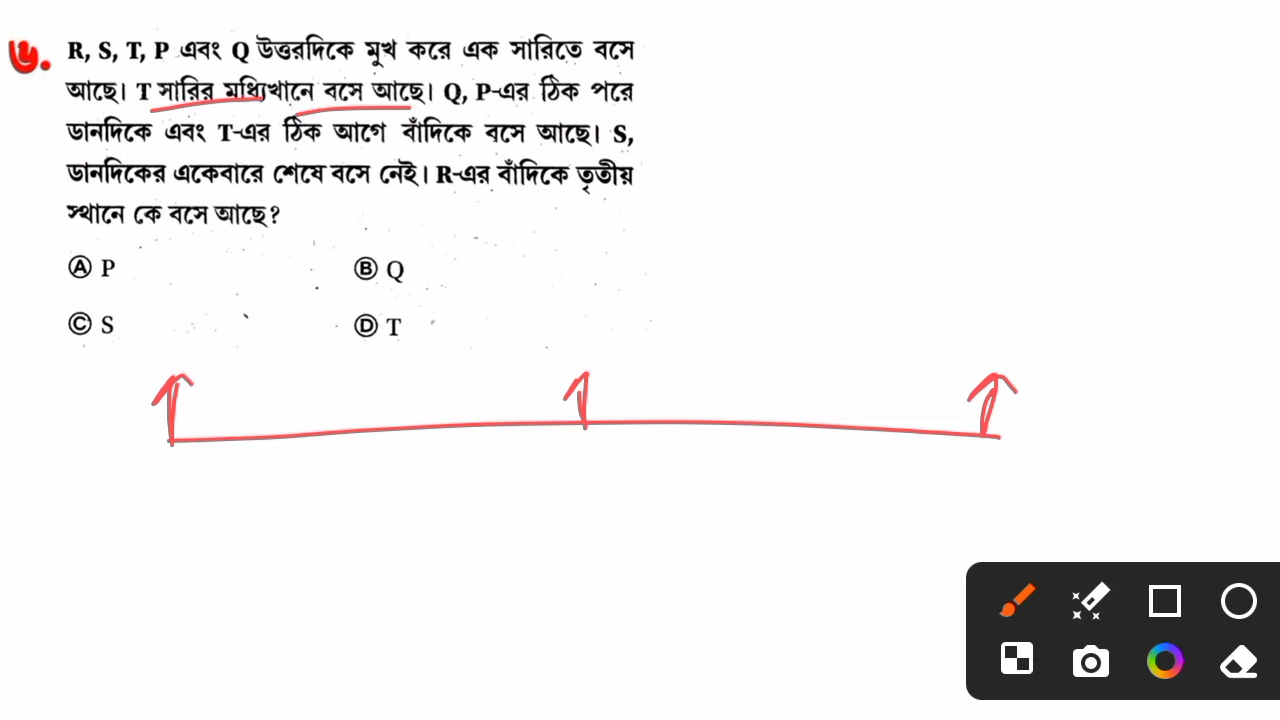 ৬.
R, S, T, P এবং Q উত্তরদিকে মুখ করে এক সারিতে বসে
আছে। T সারির মধ্যিখানে বসে আছে। Q, P-এর ঠিক পরে
ডানদিকে এবং T-এর ঠিক আগে বাঁদিকে বসে আছে। S,
ডানদিকের একেবারে শেষে বসে নেই। R-এর বাঁদিকে তৃতীয়
স্থানে কে বসে আছে?
Ⓐ P Ⓑ Q
Ⓒ S Ⓓ T